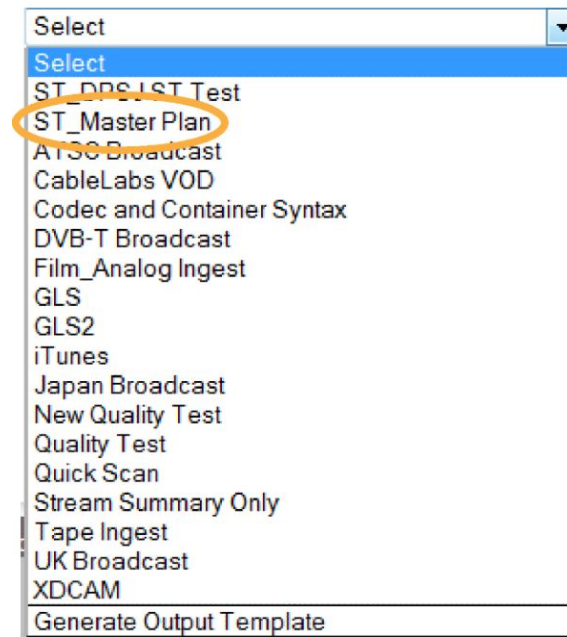 Select
Select
ST_DPSJ ST Test
ST_Master Plan
ATSC Broadcast
CableLabs VOD
Codec and Container Syntax
DVB-T Broadcast
Film_Analog Ingest
GLS
GLS2
iTunes
Japan Broadcast
New Quality Test
Quality Test
Quick Scan
Stream Summary Only
Tape Ingest
UK Broadcast
XDCAM
Generate Output Template